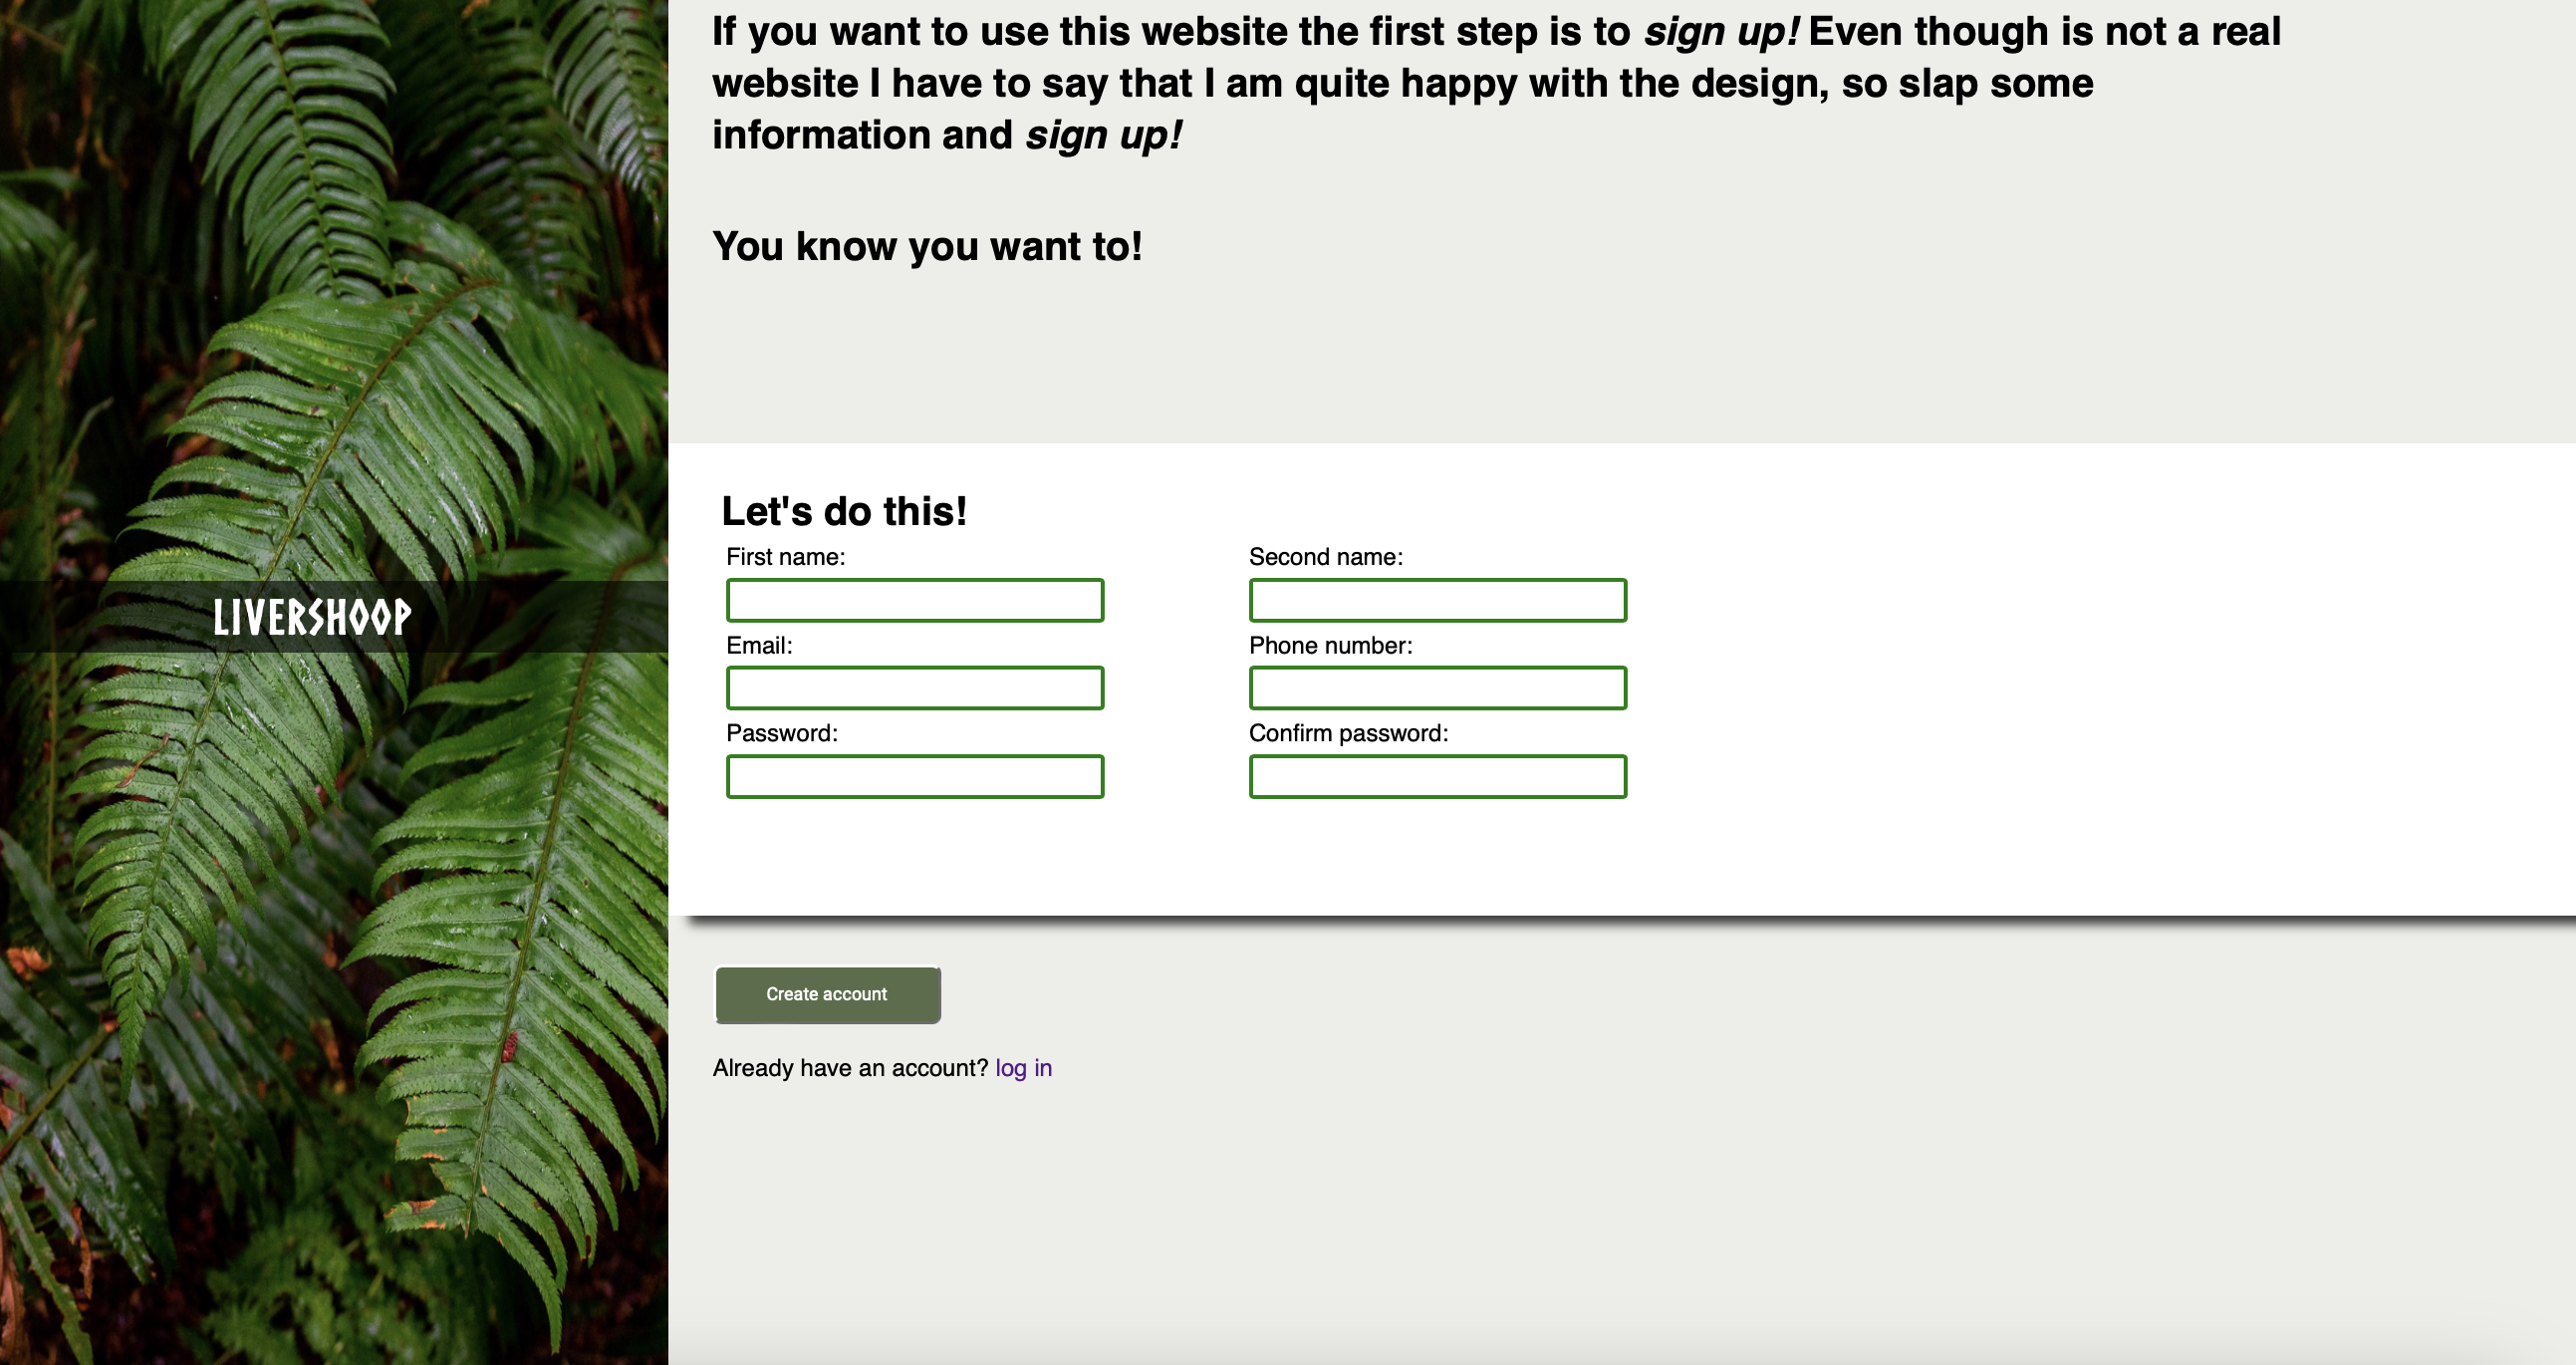 If you want to use this website the first step is to sign up! Even though is not a real
website I have to say that I am quite happy with the design, so slap some
information and sign up!
You know you want to!
Let's do this!
First name:
Second name:
LIVERSHOOP
Email:
Phone number:
Password:
Confirm password:
Create account
Already have an account? log in